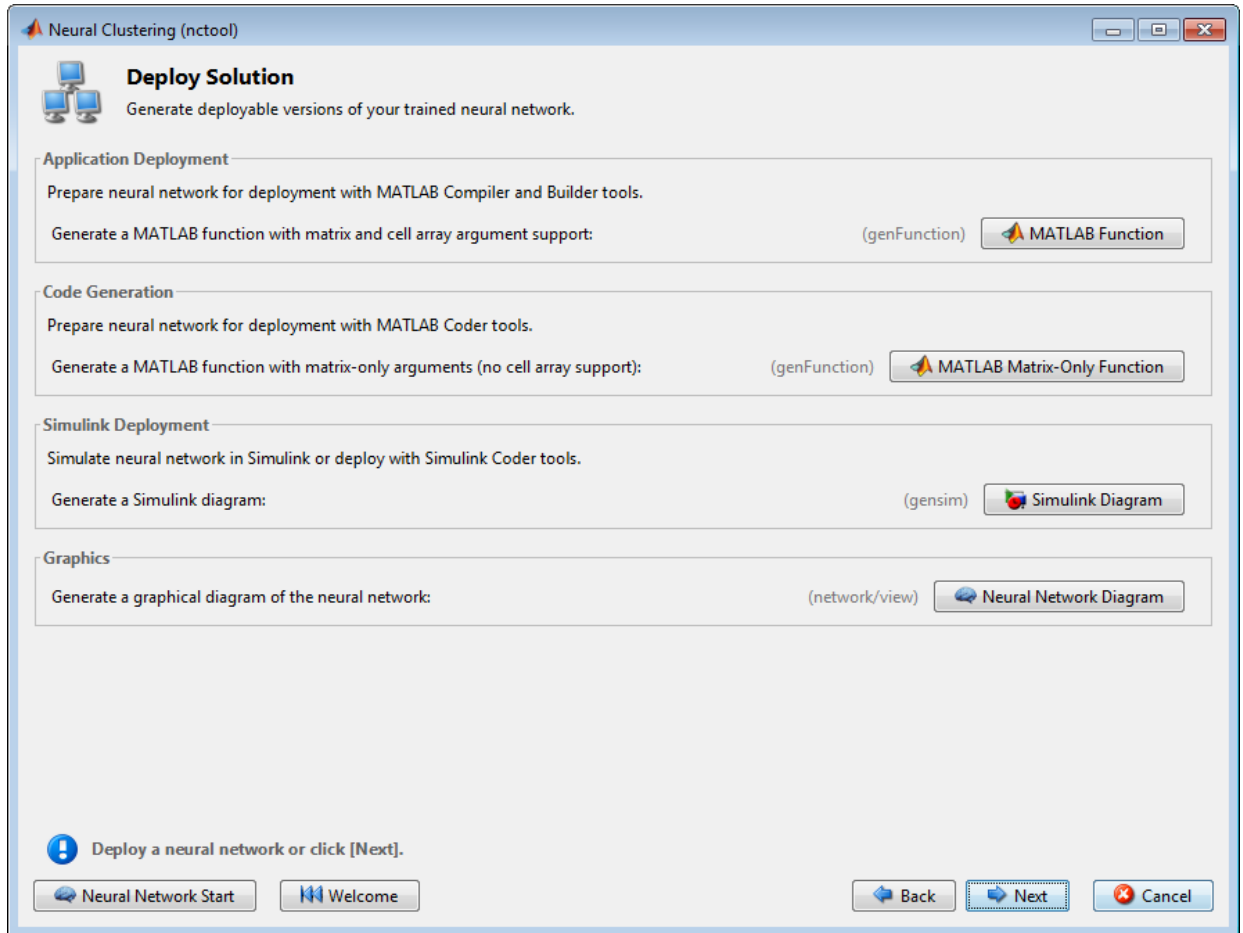 Neural Clustering (nctool)
Deploy Solution
Generate deployable versions of your trained neural network.
Application Deployment
Prepare neural network for deployment with MATLAB Compiler and Builder tools.
Generate a MATLAB function with matrix and cell array argument support: (genFunction) MATLAB Function
Code Generation
Prepare neural network for deployment with MATLAB Coder tools.
Generate a MATLAB function with matrix-only arguments (no cell array support): (genFunction) MATLAB Matrix-Only Function
Simulink Deployment
Simulate neural network in Simulink or deploy with Simulink Coder tools.
Generate a Simulink diagram: (gensim) Simulink Diagram
Graphics
Generate a graphical diagram of the neural network: (network/view) Neural Network Diagram
Deploy a neural network or click [Next].
Neural Network Start Welcome Back Next Cancel